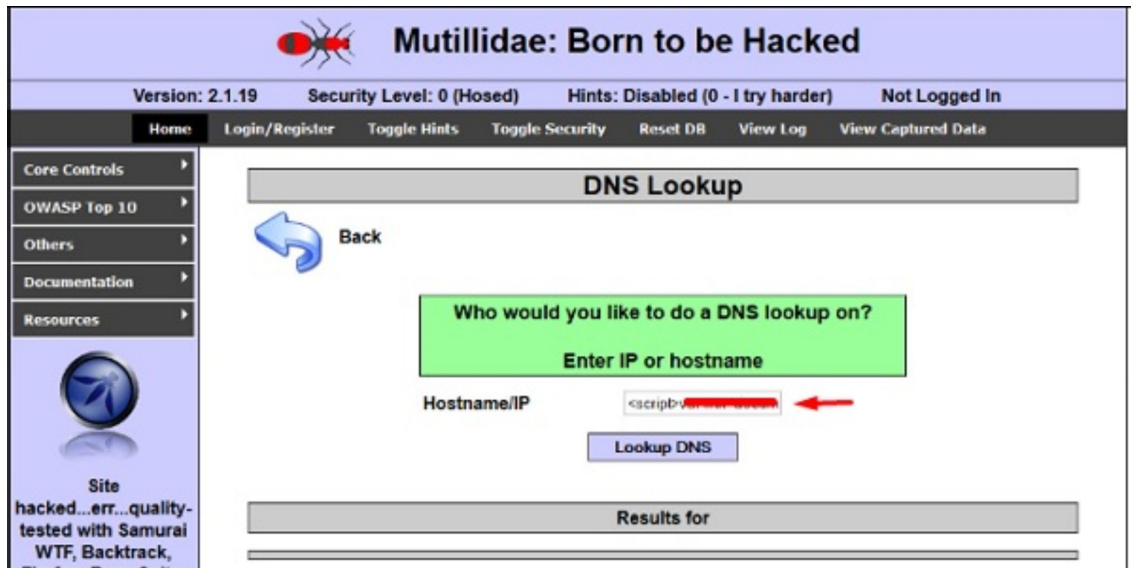 Mutillidae: Born to be Hacked
Version: 2.1.19 Security Level: 0 (Hosed) Hints: Disabled (0 - I try harder) Not Logged In
Home Login/Register Toggle Hints Toggle Security Reset DB View Log View Captured Data
Core Controls
OWASP Top 10
Others
Documentation
Resources
DNS Lookup
Back
Who would you like to do a DNS lookup on?
Enter IP or hostname
Hostname/IP <script>
Lookup DNS
Results for
Site
hacked...err...quality-
tested with Samurai
WTF, Backtrack,